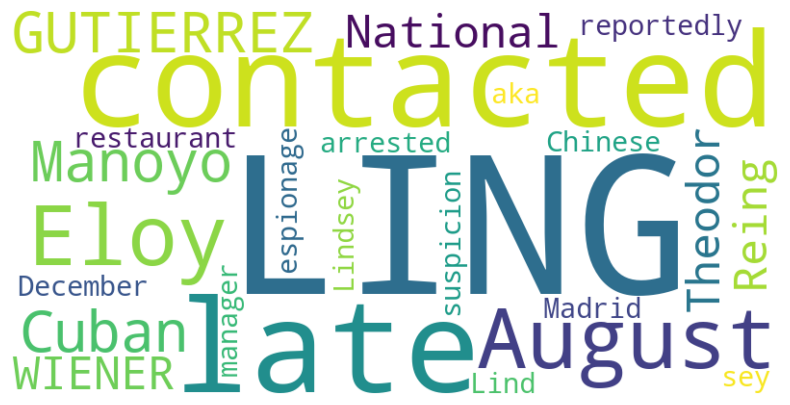 GUTIERREZ
National
reportedly
contacted
aka
restaurant
espionage
arrested
Chinese
Manoyo
LING
Theodor
Reing
Eloy
Lindsey
suspicion
December
manager
late
Madrid
August
Cuban
WIENER
Lind
sey